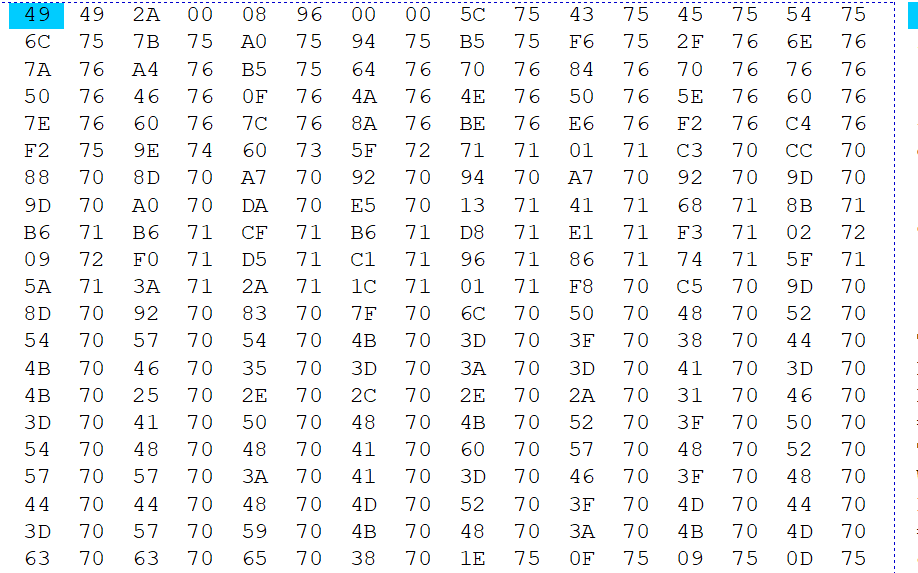 49 49 2A 00 08 96 00 00 5C 75 43 75 45 75 54 75
6C 75 7B 75 A0 75 94 75 B5 75 F6 75 2F 76 6E 76
7A 76 A4 76 B5 75 64 76 70 76 84 76 70 76 76 76
50 76 46 76 0F 76 4A 76 4E 76 50 76 5E 76 60 76
7E 76 60 76 7C 76 8A 76 BE 76 E6 76 F2 76 C4 76
F2 75 9E 74 60 73 5F 72 71 71 01 71 C3 70 CC 70
88 70 8D 70 A7 70 92 70 94 70 A7 70 92 70 9D 70
9D 70 A0 70 DA 70 E5 70 13 71 41 71 68 71 8B 71
B6 71 B6 71 CF 71 B6 71 D8 71 E1 71 F3 71 02 72
09 72 F0 71 D5 71 C1 71 96 71 86 71 74 71 5F 71
5A 71 3A 71 2A 71 1C 71 01 71 F8 70 C5 70 9D 70
8D 70 92 70 83 70 7F 70 6C 70 50 70 48 70 52 70
54 70 57 70 54 70 4B 70 3D 70 3F 70 38 70 44 70
4B 70 46 70 35 70 3D 70 3A 70 3D 70 41 70 3D 70
4B 70 25 70 2E 70 2C 70 2E 70 2A 70 31 70 46 70
3D 70 41 70 50 70 48 70 4B 70 52 70 3F 70 50 70
54 70 48 70 48 70 41 70 60 70 57 70 48 70 52 70
57 70 57 70 3A 70 41 70 3D 70 46 70 3F 70 48 70
44 70 44 70 48 70 4D 70 52 70 3F 70 4D 70 44 70
3D 70 57 70 59 70 4B 70 48 70 3A 70 4B 70 4D 70
63 70 63 70 65 70 38 70 1E 75 0F 75 09 75 0D 75